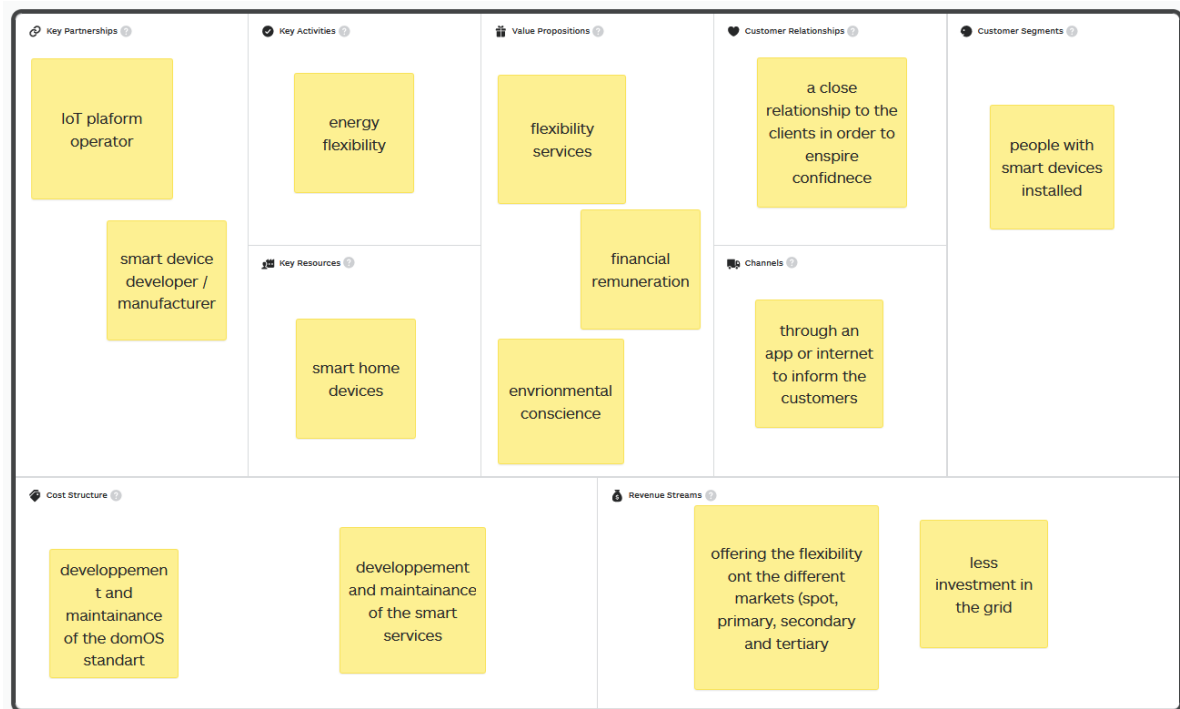 Key Partnerships ?
IoT plaform
operator
smart device
developer /
manufacturer
Key Activities ?
energy
flexibility
Key Resources ?
smart home
devices
Value Propositions ?
flexibility
services
financial
remuneration
envrionmental
conscience
Customer Relationships ?
a close
relationship to the
clients in order to
enspire
confidnece
Channels ?
through an
app or internet
to inform the
customers
Customer Segments ?
people with
smart devices
installed
Cost Structure ?
developpemen
t and
maintainance
of the domOS
standart
developpement
and maintainance
of the smart
services
Revenue Streams ?
offering the flexibility
ont the different
markets (spot,
primary, secondary
and tertiary
less
investment in
the grid